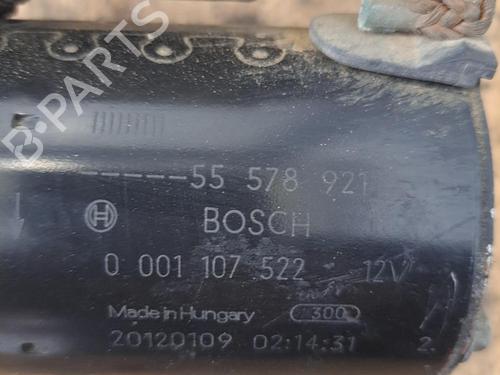 B-PARTS
-----55 578 921
BOSCH
0 001 107 522 12V
Made in Hungary 300
20120109 02:14:31 2.